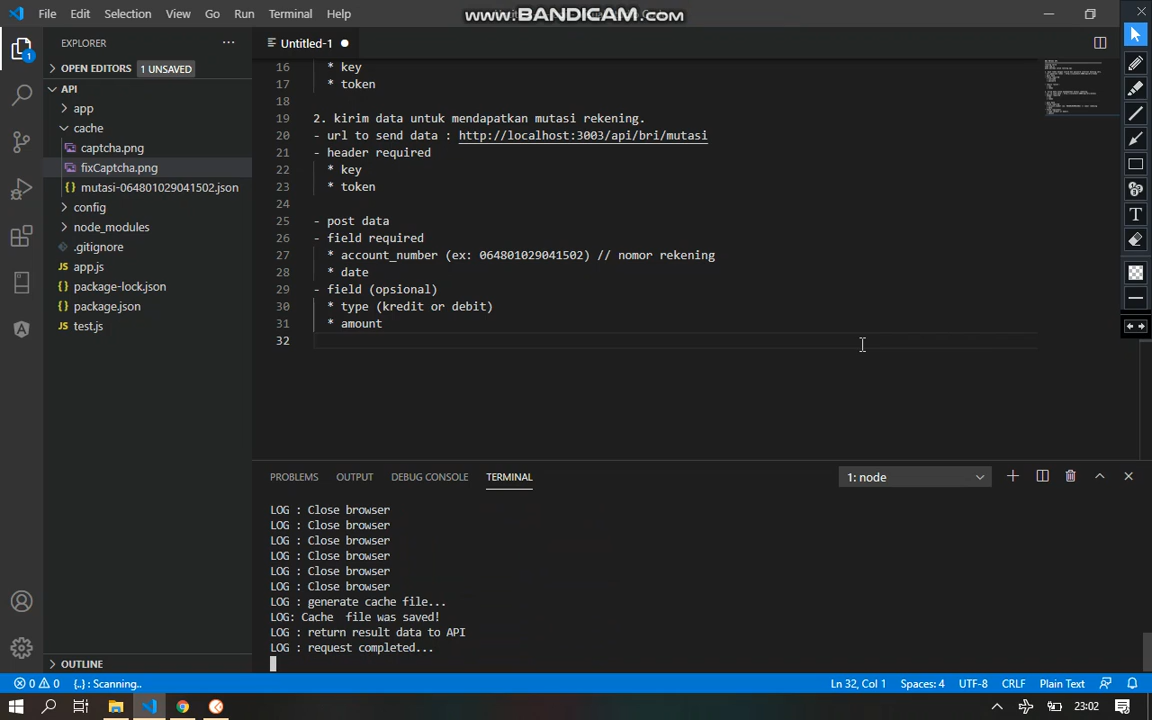 File Edit Selection View Go Run Terminal Help
www.BANDICAM.com
EXPLORER
Untitled-1
OPEN EDITORS 1 UNSAVED
API
app
cache
captcha.png
fixCaptcha.png
mutasi-064801029041502.json
config
node_modules
.gitignore
app.js
package-lock.json
package.json
test.js
OUTLINE
16 * key
17 * token
18
19 2. kirim data untuk mendapatkan mutasi rekening.
20 - url to send data : http://localhost:3003/api/bri/mutasi
21 - header required
22 * key
23 * token
24
25 - post data
26 - field required
27 * account_number (ex: 064801029041502) // nomor rekening
28 * date
29 - field (opsional)
30 * type (kredit or debit)
31 * amount
32
PROBLEMS OUTPUT DEBUG CONSOLE TERMINAL 1: node
LOG : Close browser
LOG : Close browser
LOG : Close browser
LOG : Close browser
LOG : Close browser
LOG : Close browser
LOG : generate cache file...
LOG: Cache  file was saved!
LOG : return result data to API
LOG : request completed...
0 0 {..} : Scanning.. Ln 32, Col 1 Spaces: 4 UTF-8 CRLF Plain Text
23:02